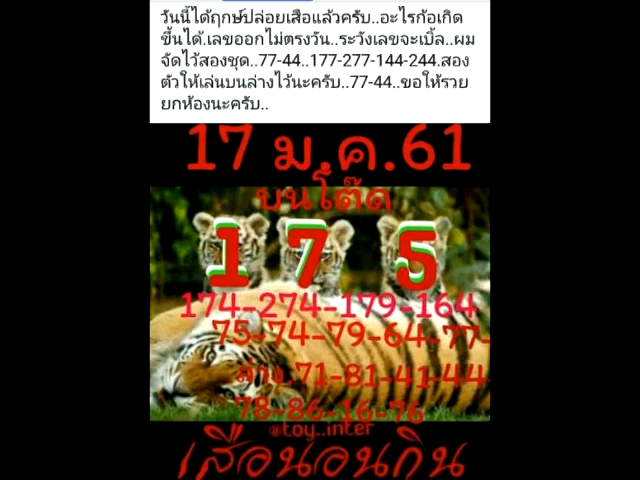 วันนี้ได้ฤกษ์ปล่อยเสือแล้วครับ..อะไรก้อเกิด
ขึ้นได้.เลขออกไม่ตรงวัน..ระวังเลขจะเบิ้ล..ผม
จัดไว้สองชุด..77-44..177-277-144-244.สอง
ตัวให้เล่นบนล่างไว้นะครับ..77-44..ขอให้รวย
ยกห้องนะครับ..
17 ม.ค.61
บนโต๊ด
1 7 5
174-274-179-164
75-74-79-64-77-
ล่าง.71-81-41-44
78-86-16-76
@toy..inter
เสือนอนกิน